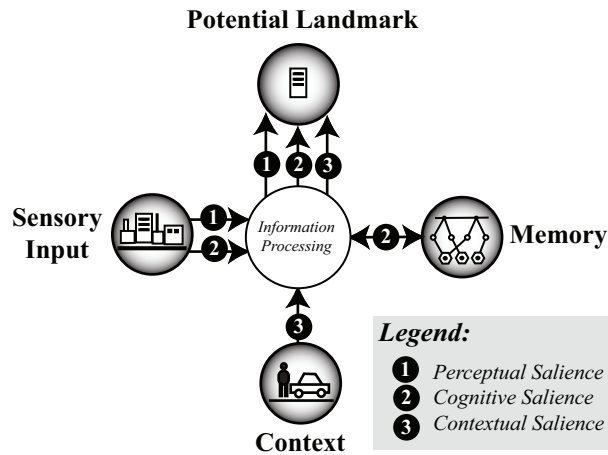 Potential Landmark
1
2
3
Sensory
Input
1
2
Information
Processing
2
Memory
3
Context
Legend:
1 Perceptual Salience
2 Cognitive Salience
3 Contextual Salience